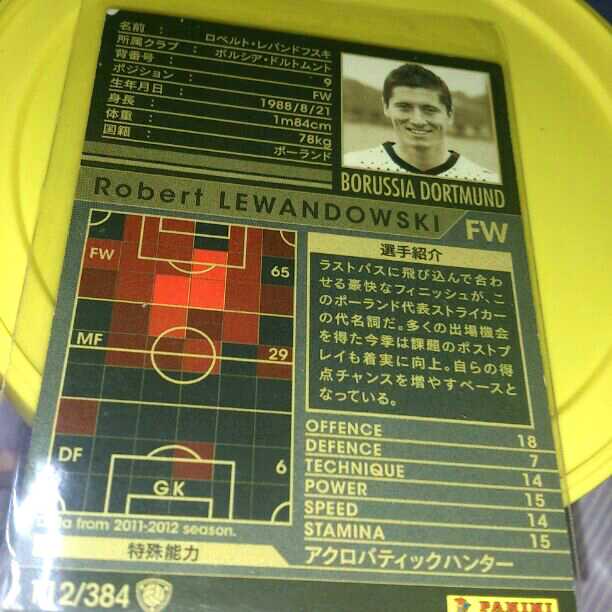 名前 : ロベルト・レバンドフスキ
所属クラブ : ボルシア・ドルトムント
背番号 : 9
ポジション : FW
生年月日 : 1988/8/21
身長 : 1m84cm
体重 : 78kg
国籍 : ポーランド
BORUSSIA DORTMUND
Robert LEWANDOWSKI
FW
FW 65
MF 29
DF 6
GK
from 2011-2012 season.
選手紹介
ラストパスに飛び込んで合わ
せる豪快なフィニッシュが、こ
のポーランド代表ストライカー
の代名詞だ。多くの出場機会
を得た今季は課題のポストプ
レイも着実に向上。自らの得
点チャンスを増やすベースと
なっている。
OFFENCE 18
DEFENCE 7
TECHNIQUE 14
POWER 15
SPEED 14
STAMINA 15
特殊能力 アクロバティックハンター
112/384
PANINI